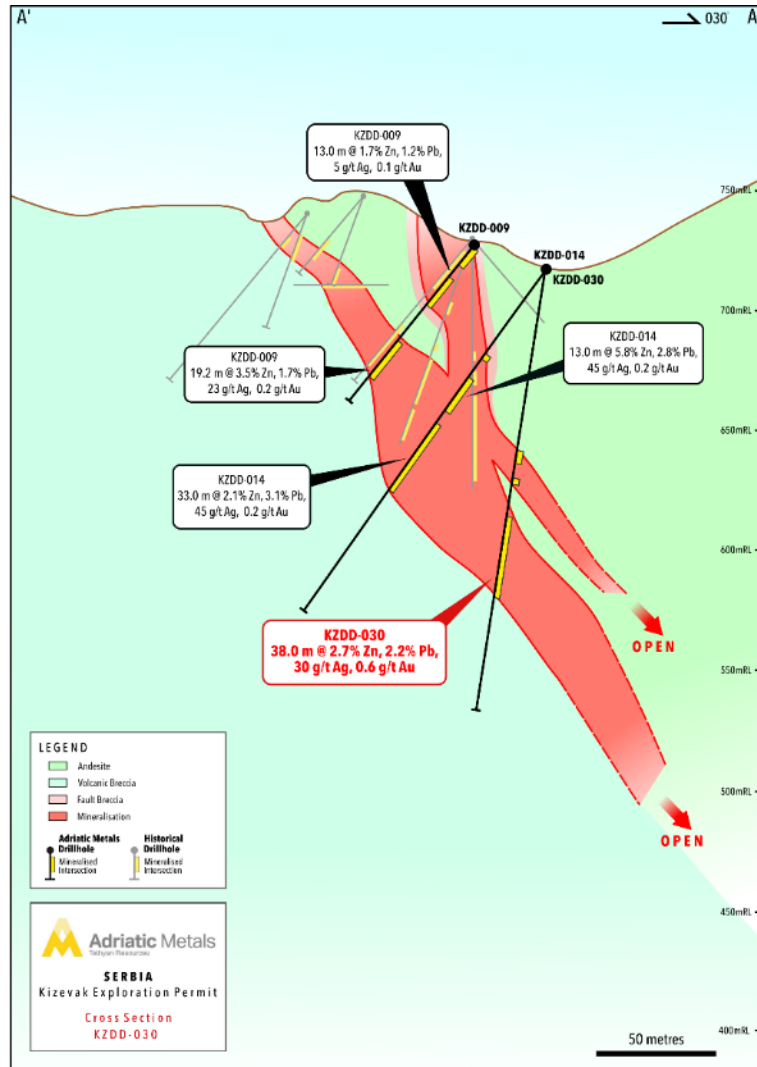 A'
030°
A
KZDD-009
13.0 m @ 1.7% Zn, 1.2% Pb,
5 g/t Ag, 0.1 g/t Au
750mRL
KZDD-009
KZDD-014
KZDD-030
700mRL
KZDD-014
13.0 m @ 5.8% Zn, 2.8% Pb,
45 g/t Ag, 0.2 g/t Au
KZDD-009
19.2 m @ 3.5% Zn, 1.7% Pb,
23 g/t Ag, 0.2 g/t Au
650mRL
KZDD-014
33.0 m @ 2.1% Zn, 3.1% Pb,
45 g/t Ag, 0.2 g/t Au
600mRL
KZDD-030
38.0 m @ 2.7% Zn, 2.2% Pb,
30 g/t Ag, 0.6 g/t Au
OPEN
550mRL
LEGEND
Andesite
Volcanic Breccia
Fault Breccia
Mineralisation
Adriatic Metals
Drillhole
Mineralised
Intersection
Historical
Drillhole
Mineralised
Intersection
500mRL
OPEN
450mRL
Adriatic Metals
Tethyan Resources
SERBIA
Kizevak Exploration Permit
Cross Section
KZDD-030
50 metres
400mRL